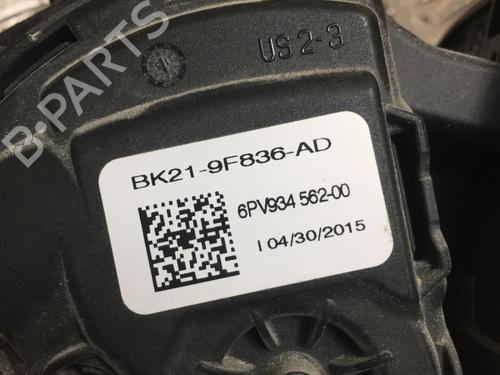 US 2-3
B-PARTS
BK21-9F836-AD
6PV934 562-00
I 04/30/2015